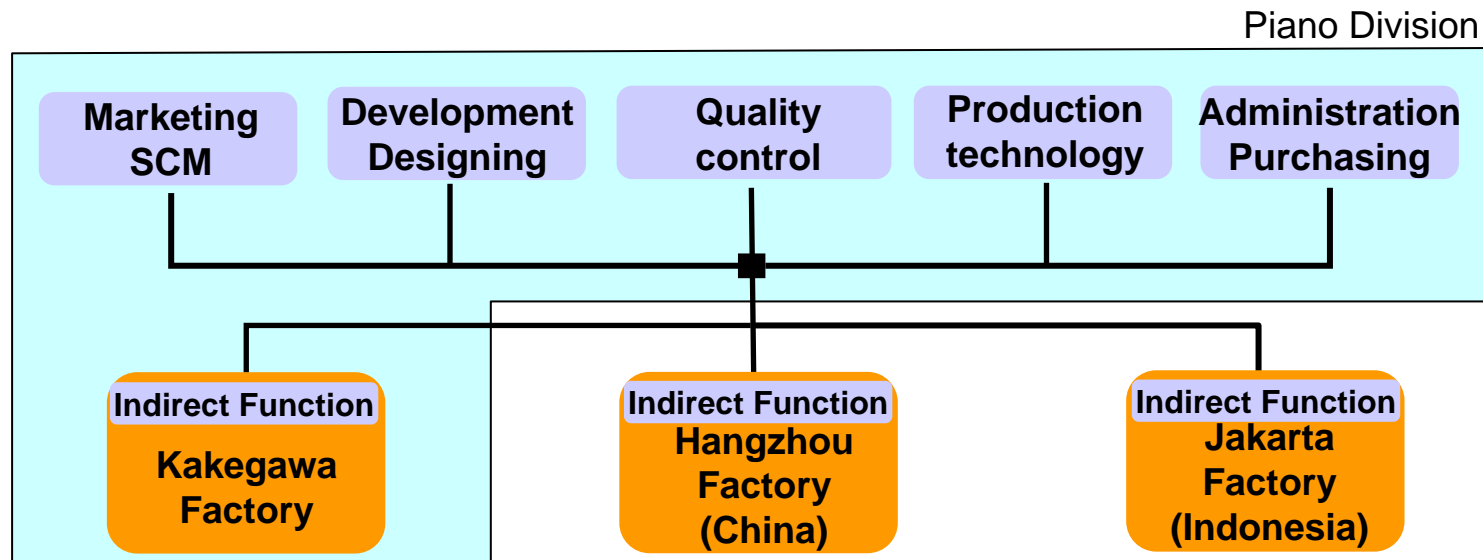 Piano Division
Marketing
SCM
Development
Designing
Quality
control
Production
technology
Administration
Purchasing
Indirect Function
Kakegawa
Factory
Indirect Function
Hangzhou
Factory
(China)
Indirect Function
Jakarta
Factory
(Indonesia)